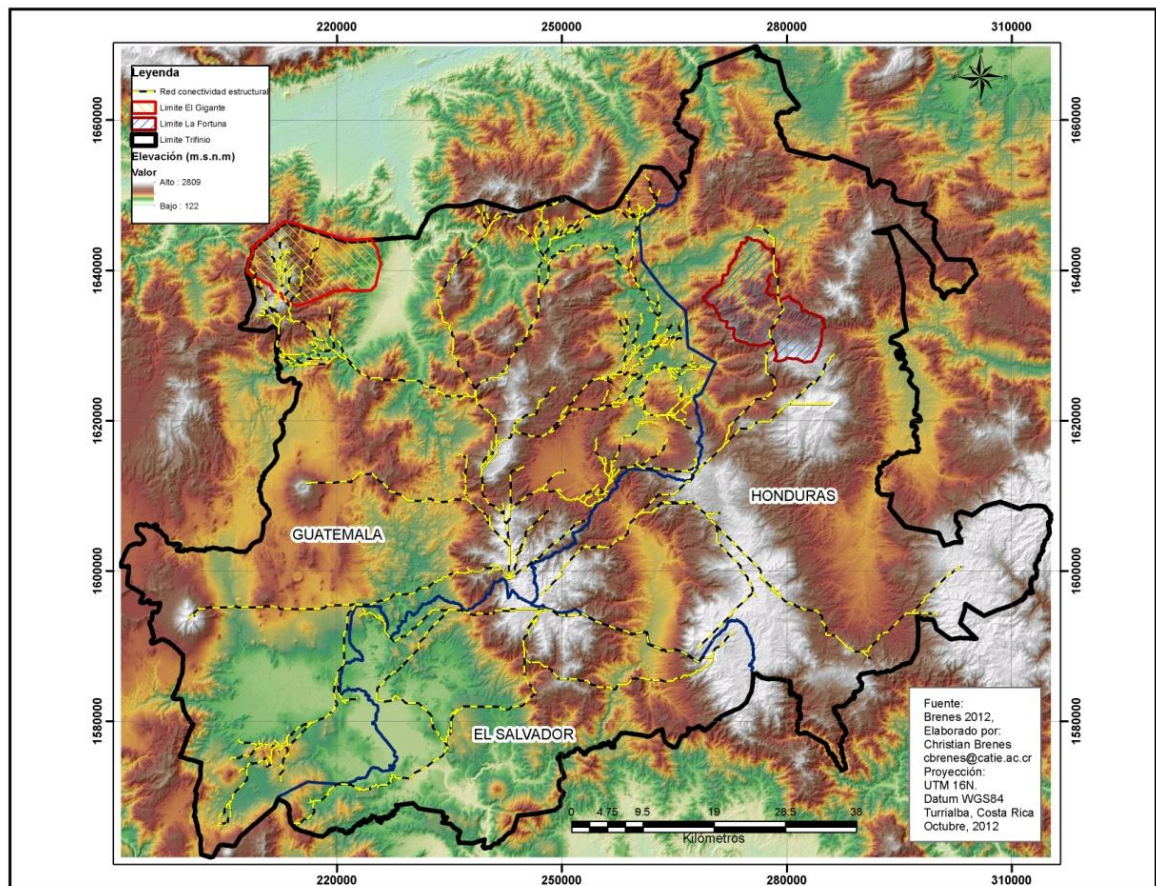 220000 250000 280000 310000
Leyenda
Red conectividad estructural
Limite El Gigante
Limite La Fortuna
Limite Trifinio
Elevación (m.s.n.m)
Valor
Alto : 2809
Bajo : 122
1660000
1640000
1620000
1600000
1580000
1660000
1640000
1620000
1600000
1580000
GUATEMALA
HONDURAS
EL SALVADOR
Fuente:
Brenes 2012,
Elaborado por:
Christian Brenes
cbrenes@catie.ac.cr
Proyección:
UTM 16N.
Datum WGS84
Turrialba, Costa Rica
Octubre, 2012
0 4.75 9.5 19 28.5 38
Kilómetros
220000 250000 280000 310000